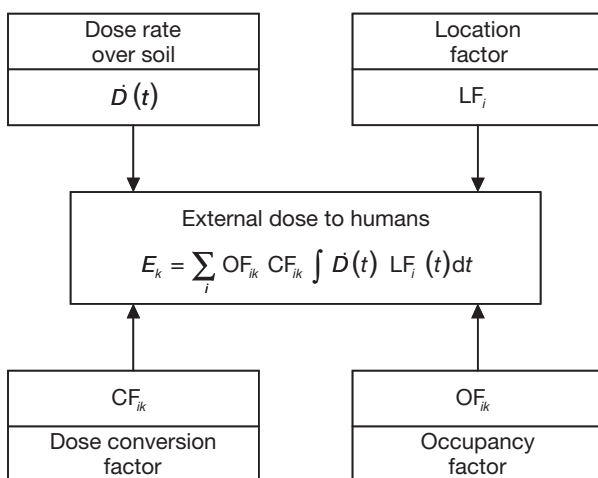 Dose rate
over soil
Ḋ (t)
Location
factor
LFᵢ
External dose to humans
Eₖ = ∑ᵢ OFᵢₖ CFᵢₖ ∫ Ḋ(t) LFᵢ (t)dt
CFᵢₖ
Dose conversion
factor
OFᵢₖ
Occupancy
factor